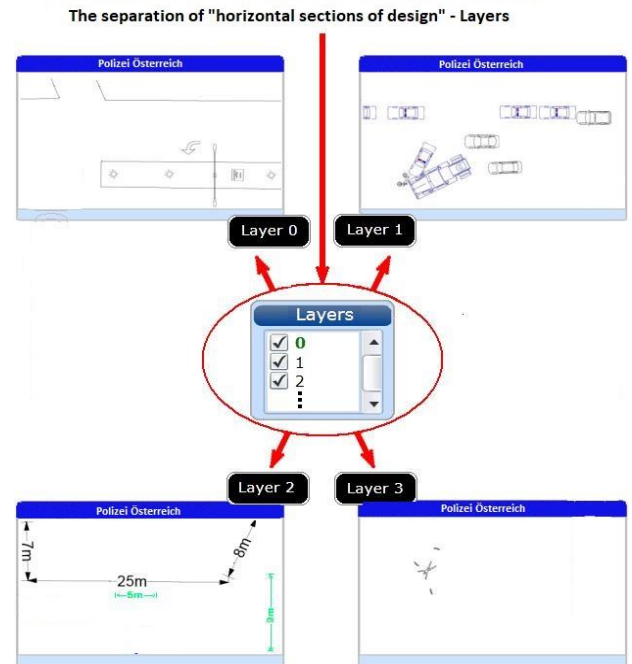 The separation of "horizontal sections of design" - Layers
Polizei Österreich
Polizei Österreich
Layer 0
Layer 1
Layers
0
1
2
Layer 2
Layer 3
Polizei Österreich
Polizei Österreich
7m
8m
25m
5m
9m